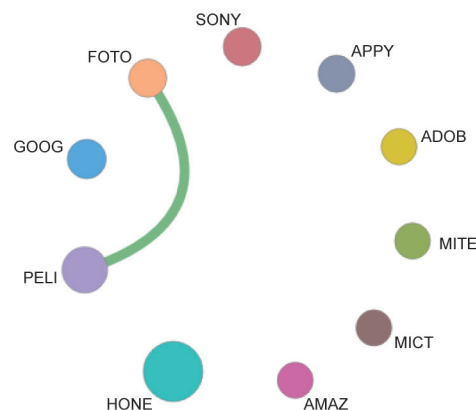 SONY
FOTO
APPY
ADOB
GOOG
MITE
PELI
MICT
HONE
AMAZ